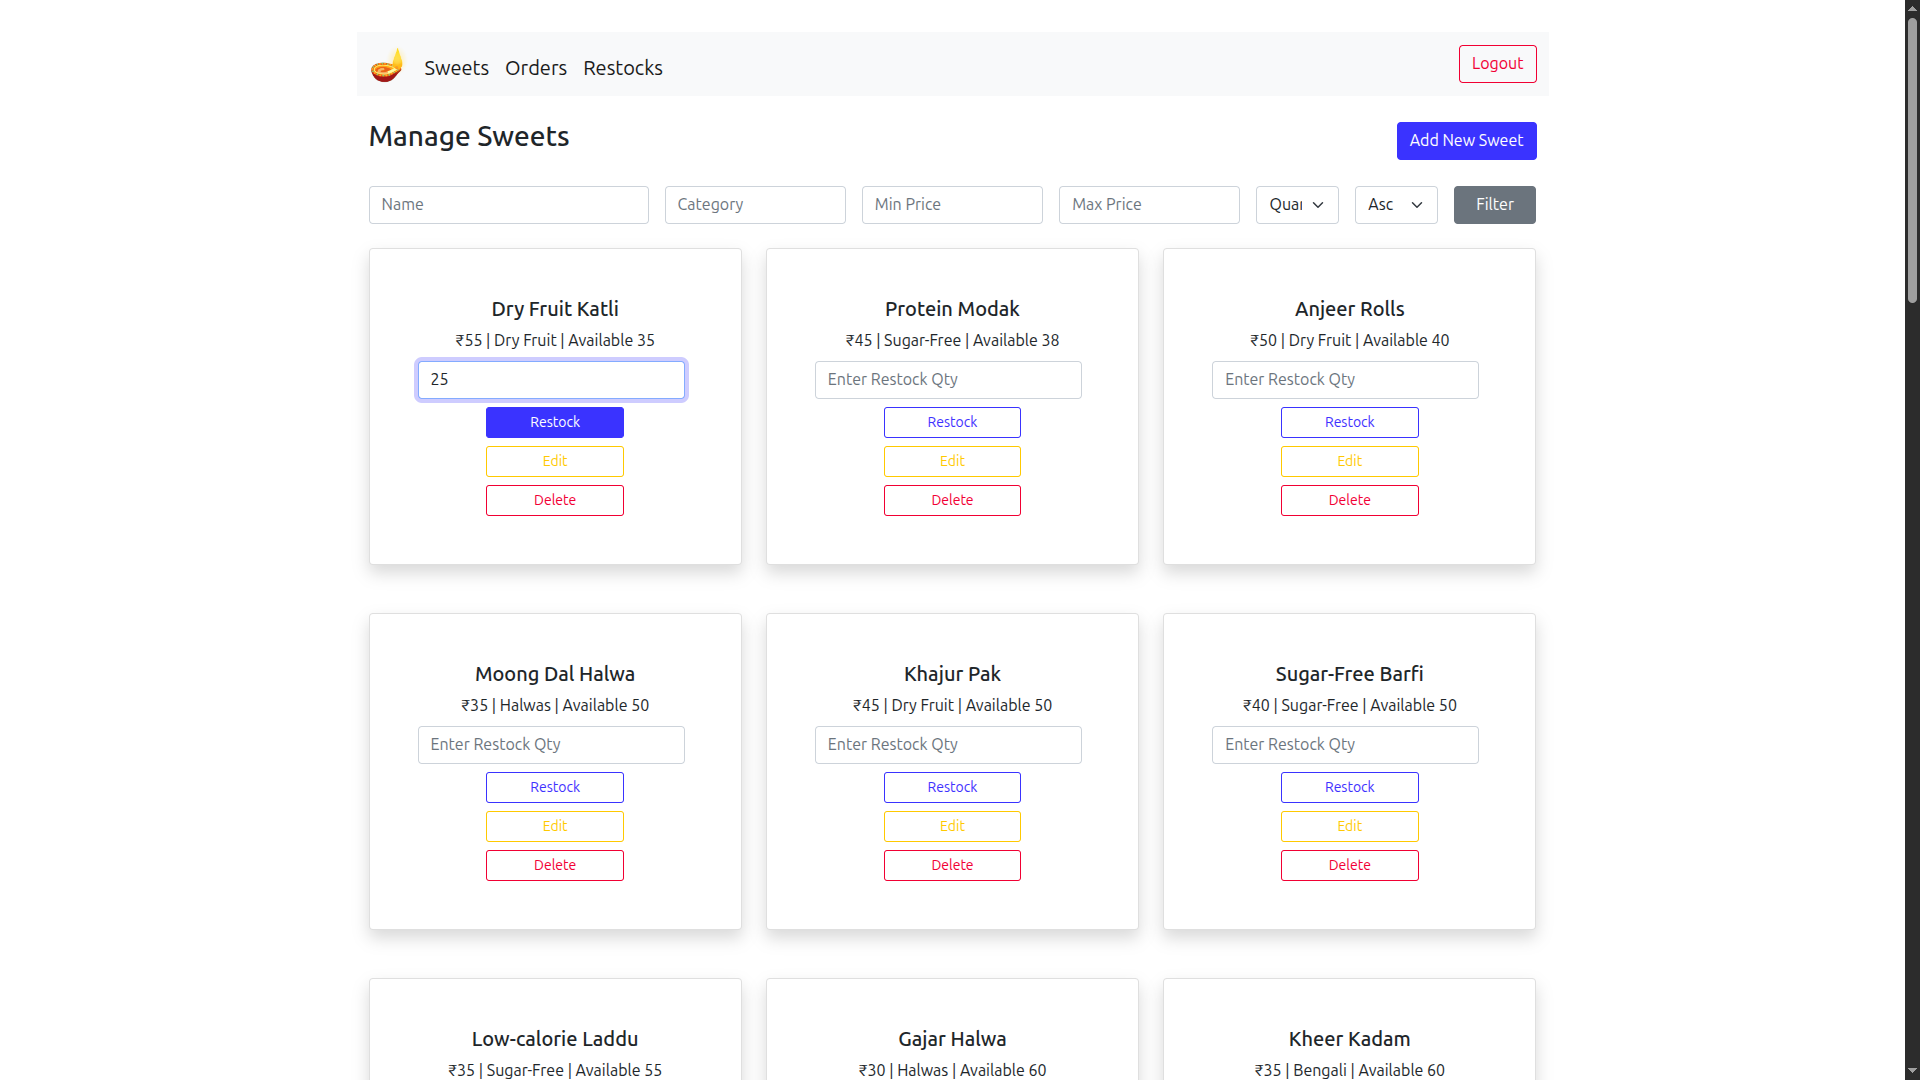 Sweets Orders Restocks Logout
Manage Sweets Add New Sweet
Name Category Min Price Max Price Asc Filter
Dry Fruit Katli
₹55 | Dry Fruit | Available 35
25
Restock
Edit
Delete
Protein Modak
₹45 | Sugar-Free | Available 38
Enter Restock Qty
Restock
Edit
Delete
Anjeer Rolls
₹50 | Dry Fruit | Available 40
Enter Restock Qty
Restock
Edit
Delete
Moong Dal Halwa
₹35 | Halwas | Available 50
Enter Restock Qty
Restock
Edit
Delete
Khajur Pak
₹45 | Dry Fruit | Available 50
Enter Restock Qty
Restock
Edit
Delete
Sugar-Free Barfi
₹40 | Sugar-Free | Available 50
Enter Restock Qty
Restock
Edit
Delete
Low-calorie Laddu
₹35 | Sugar-Free | Available 55
Gajar Halwa
₹30 | Halwas | Available 60
Kheer Kadam
₹35 | Bengali | Available 60